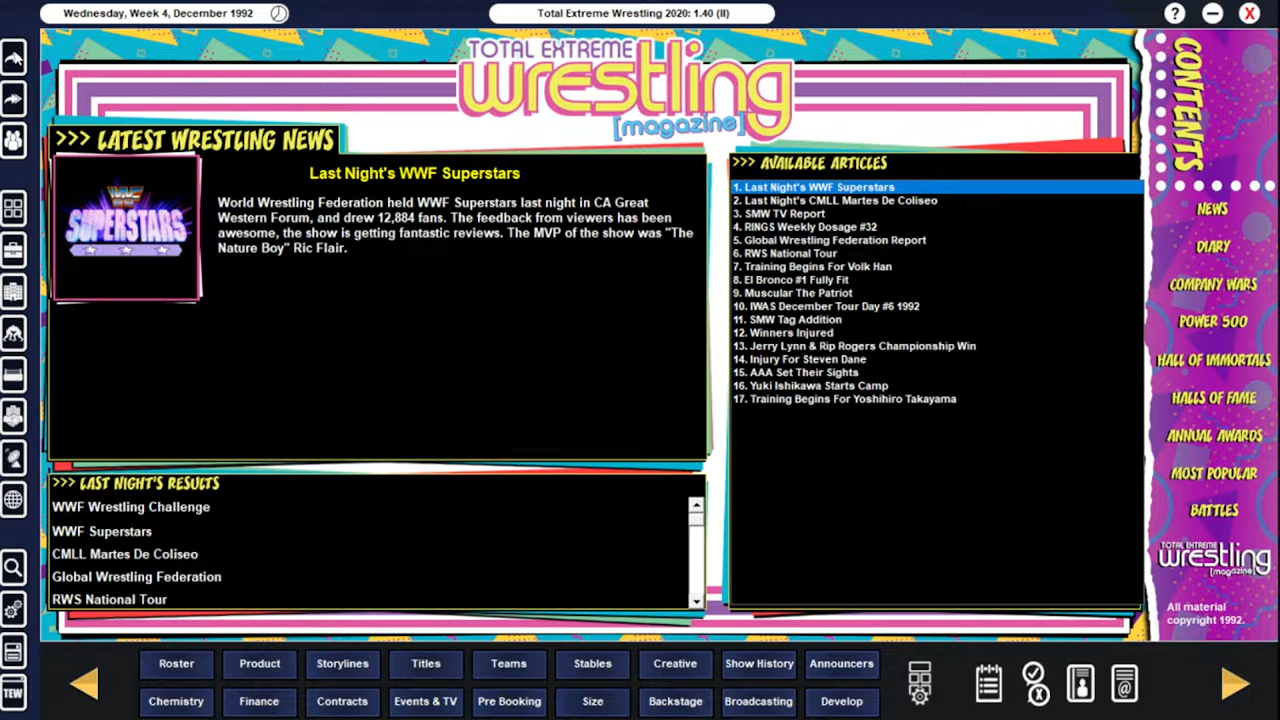 Wednesday, Week 4, December 1992
Total Extreme Wrestling 2020: 1.40 (II)
?
X
TOTAL EXTREME
wrestling
[magazine]
>>> LATEST WRESTLING NEWS
WWF
SUPERSTARS
Last Night's WWF Superstars
World Wrestling Federation held WWF Superstars last night in CA Great
Western Forum, and drew 12,884 fans. The feedback from viewers has been
awesome, the show is getting fantastic reviews. The MVP of the show was "The
Nature Boy" Ric Flair.
>>> AVAILABLE ARTICLES
1. Last Night's WWF Superstars
2. Last Night's CMLL Martes De Coliseo
3. SMW TV Report
4. RINGS Weekly Dosage #32
5. Global Wrestling Federation Report
6. RWS National Tour
7. Training Begins For Volk Han
8. El Bronco #1 Fully Fit
9. Muscular The Patriot
10. IWAS December Tour Day #6 1992
11. SMW Tag Addition
12. Winners Injured
13. Jerry Lynn & Rip Rogers Championship Win
14. Injury For Steven Dane
15. AAA Set Their Sights
16. Yuki Ishikawa Starts Camp
17. Training Begins For Yoshihiro Takayama
>>> LAST NIGHT'S RESULTS
WWF Wrestling Challenge
WWF Superstars
CMLL Martes De Coliseo
Global Wrestling Federation
RWS National Tour
CONTENTS
NEWS
DIARY
COMPANY WARS
POWER 500
HALL OF IMMORTALS
HALLS OF FAME
ANNUAL AWARDS
MOST POPULAR
BATTLES
TOTAL EXTREME
wrestling
[magazine]
All material
copyright 1992.
TEW
Roster
Product
Storylines
Titles
Teams
Stables
Creative
Show History
Announcers
Chemistry
Finance
Contracts
Events & TV
Pre Booking
Size
Backstage
Broadcasting
Develop